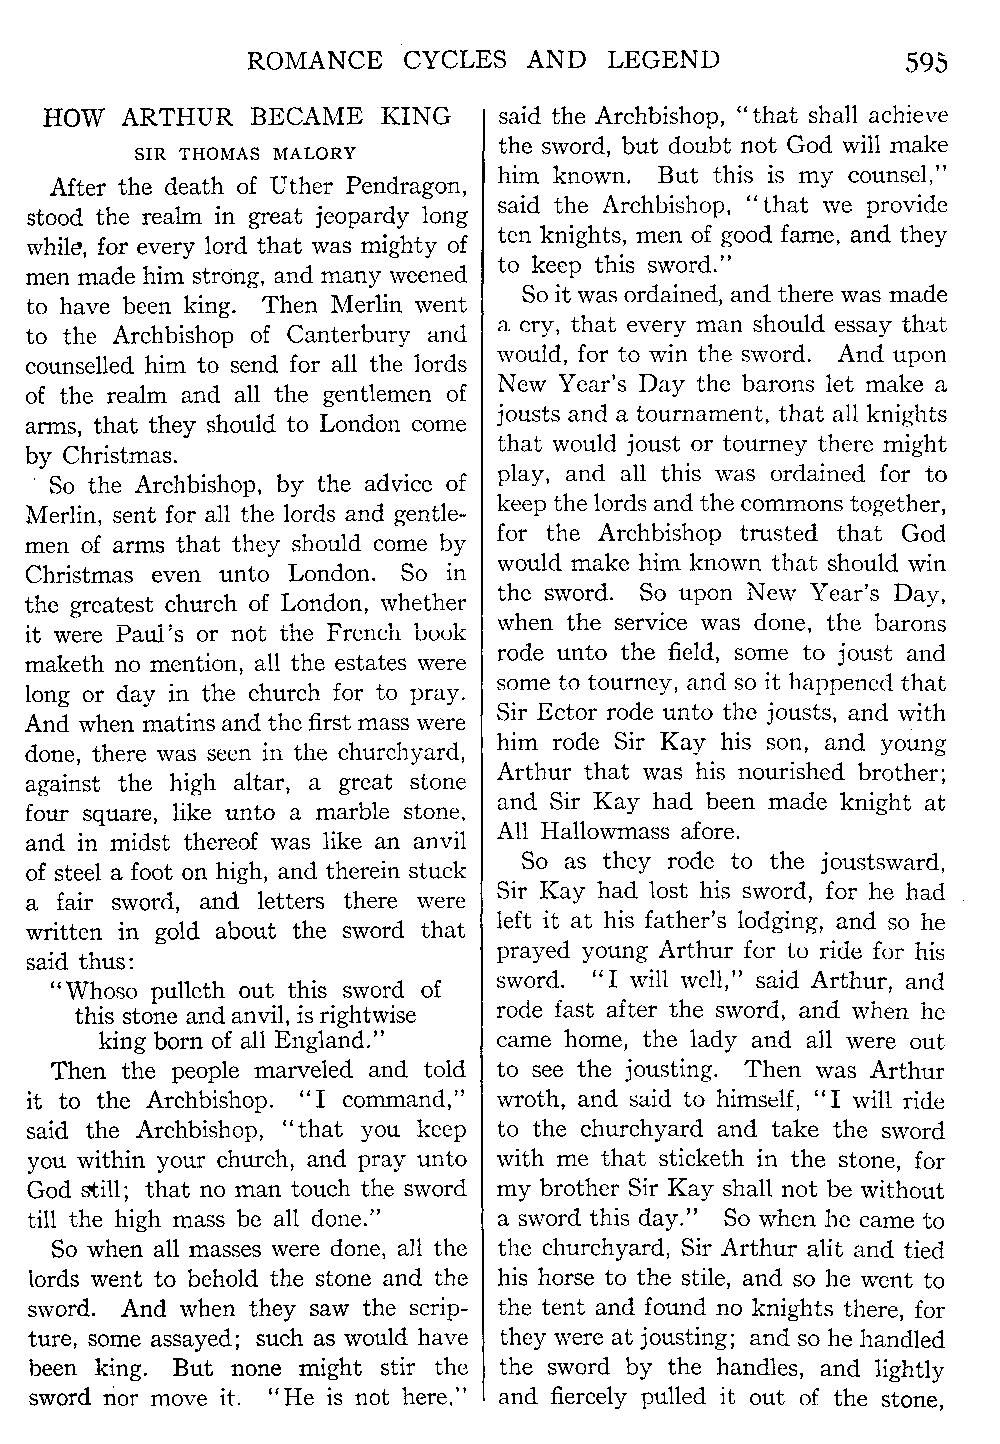 ROMANCE CYCLES AND LEGEND 595
HOW ARTHUR BECAME KING
SIR THOMAS MALORY
After the death of Uther Pendragon,
stood the realm in great jeopardy long
while, for every lord that was mighty of
men made him strong, and many weened
to have been king. Then Merlin went
to the Archbishop of Canterbury and
counselled him to send for all the lords
of the realm and all the gentlemen of
arms, that they should to London come
by Christmas.
So the Archbishop, by the advice of
Merlin, sent for all the lords and gentle-
men of arms that they should come by
Christmas even unto London. So in
the greatest church of London, whether
it were Paul's or not the French book
maketh no mention, all the estates were
long or day in the church for to pray.
And when matins and the first mass were
done, there was seen in the churchyard,
against the high altar, a great stone
four square, like unto a marble stone,
and in midst thereof was like an anvil
of steel a foot on high, and therein stuck
a fair sword, and letters there were
written in gold about the sword that
said thus:
"Whoso pulleth out this sword of
this stone and anvil, is rightwise
king born of all England."
Then the people marveled and told
it to the Archbishop. "I command,"
said the Archbishop, "that you keep
you within your church, and pray unto
God still; that no man touch the sword
till the high mass be all done."
So when all masses were done, all the
lords went to behold the stone and the
sword. And when they saw the scrip-
ture, some assayed; such as would have
been king. But none might stir the
sword nor move it. "He is not here,"
said the Archbishop, "that shall achieve
the sword, but doubt not God will make
him known. But this is my counsel,"
said the Archbishop, "that we provide
ten knights, men of good fame, and they
to keep this sword."
So it was ordained, and there was made
a cry, that every man should essay that
would, for to win the sword. And upon
New Year's Day the barons let make a
jousts and a tournament, that all knights
that would joust or tourney there might
play, and all this was ordained for to
keep the lords and the commons together,
for the Archbishop trusted that God
would make him known that should win
the sword. So upon New Year's Day,
when the service was done, the barons
rode unto the field, some to joust and
some to tourney, and so it happened that
Sir Ector rode unto the jousts, and with
him rode Sir Kay his son, and young
Arthur that was his nourished brother;
and Sir Kay had been made knight at
All Hallowmass afore.
So as they rode to the joustsward,
Sir Kay had lost his sword, for he had
left it at his father's lodging, and so he
prayed young Arthur for to ride for his
sword. "I will well," said Arthur, and
rode fast after the sword, and when he
came home, the lady and all were out
to see the jousting. Then was Arthur
wroth, and said to himself, "I will ride
to the churchyard and take the sword
with me that sticketh in the stone, for
my brother Sir Kay shall not be without
a sword this day." So when he came to
the churchyard, Sir Arthur alit and tied
his horse to the stile, and so he went to
the tent and found no knights there, for
they were at jousting; and so he handled
the sword by the handles, and lightly
and fiercely pulled it out of the stone,